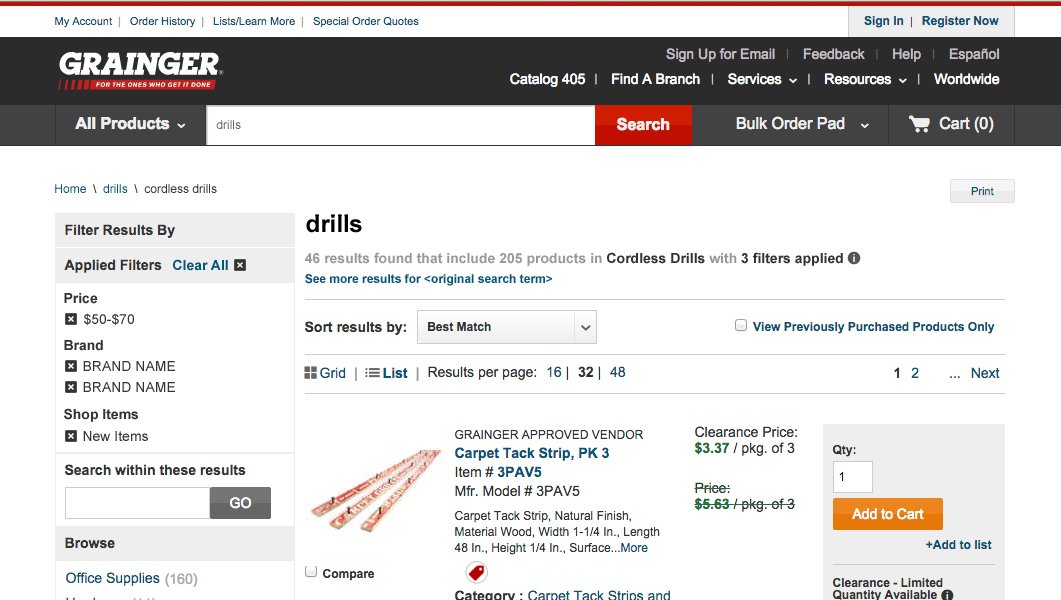 My Account | Order History | Lists/Learn More | Special Order Quotes
Sign In | Register Now
GRAINGER®
FOR THE ONES WHO GET IT DONE
Sign Up for Email | Feedback | Help | Español
Catalog 405 | Find A Branch | Services | Resources | Worldwide
All Products
drills
Search
Bulk Order Pad
Cart (0)
Home \ drills \ cordless drills
Print
Filter Results By
Applied Filters Clear All
Price
$50-$70
Brand
BRAND NAME
BRAND NAME
Shop Items
New Items
Search within these results
GO
Browse
Office Supplies (160)
drills
46 results found that include 205 products in Cordless Drills with 3 filters applied
See more results for <original search term>
Sort results by: Best Match
View Previously Purchased Products Only
Grid | List | Results per page: 16 | 32 | 48
1 2 ... Next
Compare
GRAINGER APPROVED VENDOR
Carpet Tack Strip, PK 3
Item # 3PAV5
Mfr. Model # 3PAV5
Carpet Tack Strip, Natural Finish,
Material Wood, Width 1-1/4 In., Length
48 In., Height 1/4 In., Surface...More
Category : Carpet Tack Strips and
Clearance Price:
$3.37 / pkg. of 3
Price:
$5.63 / pkg. of 3
Qty:
1
Add to Cart
+Add to list
Clearance - Limited
Quantity Available